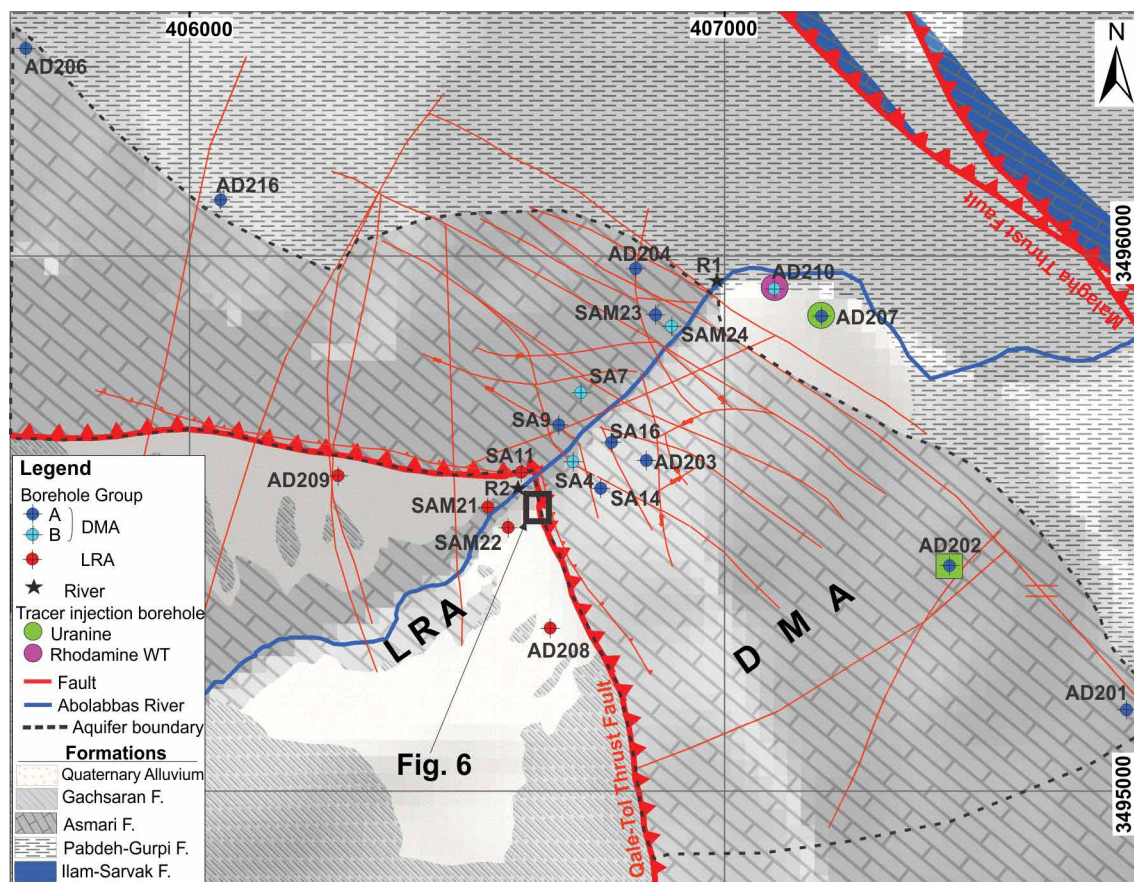 406000
407000
N
AD206
AD216
3496000
Malagha Thrust Fault
AD204
R1
AD210
SAM23
AD207
SAM24
SA7
SA9
SA16
SA11
AD203
AD209
R2
SA4
SA14
SAM21
SAM22
AD202
LRA
DMA
AD208
AD201
Fig. 6
Qale-Tol Thrust Fault
3495000
Legend
Borehole Group
A
DMA
B
LRA
River
Tracer injection borehole
Uranine
Rhodamine WT
Fault
Abolabbas River
Aquifer boundary
Formations
Quaternary Alluvium
Gachsaran F.
Asmari F.
Pabdeh-Gurpi F.
Ilam-Sarvak F.